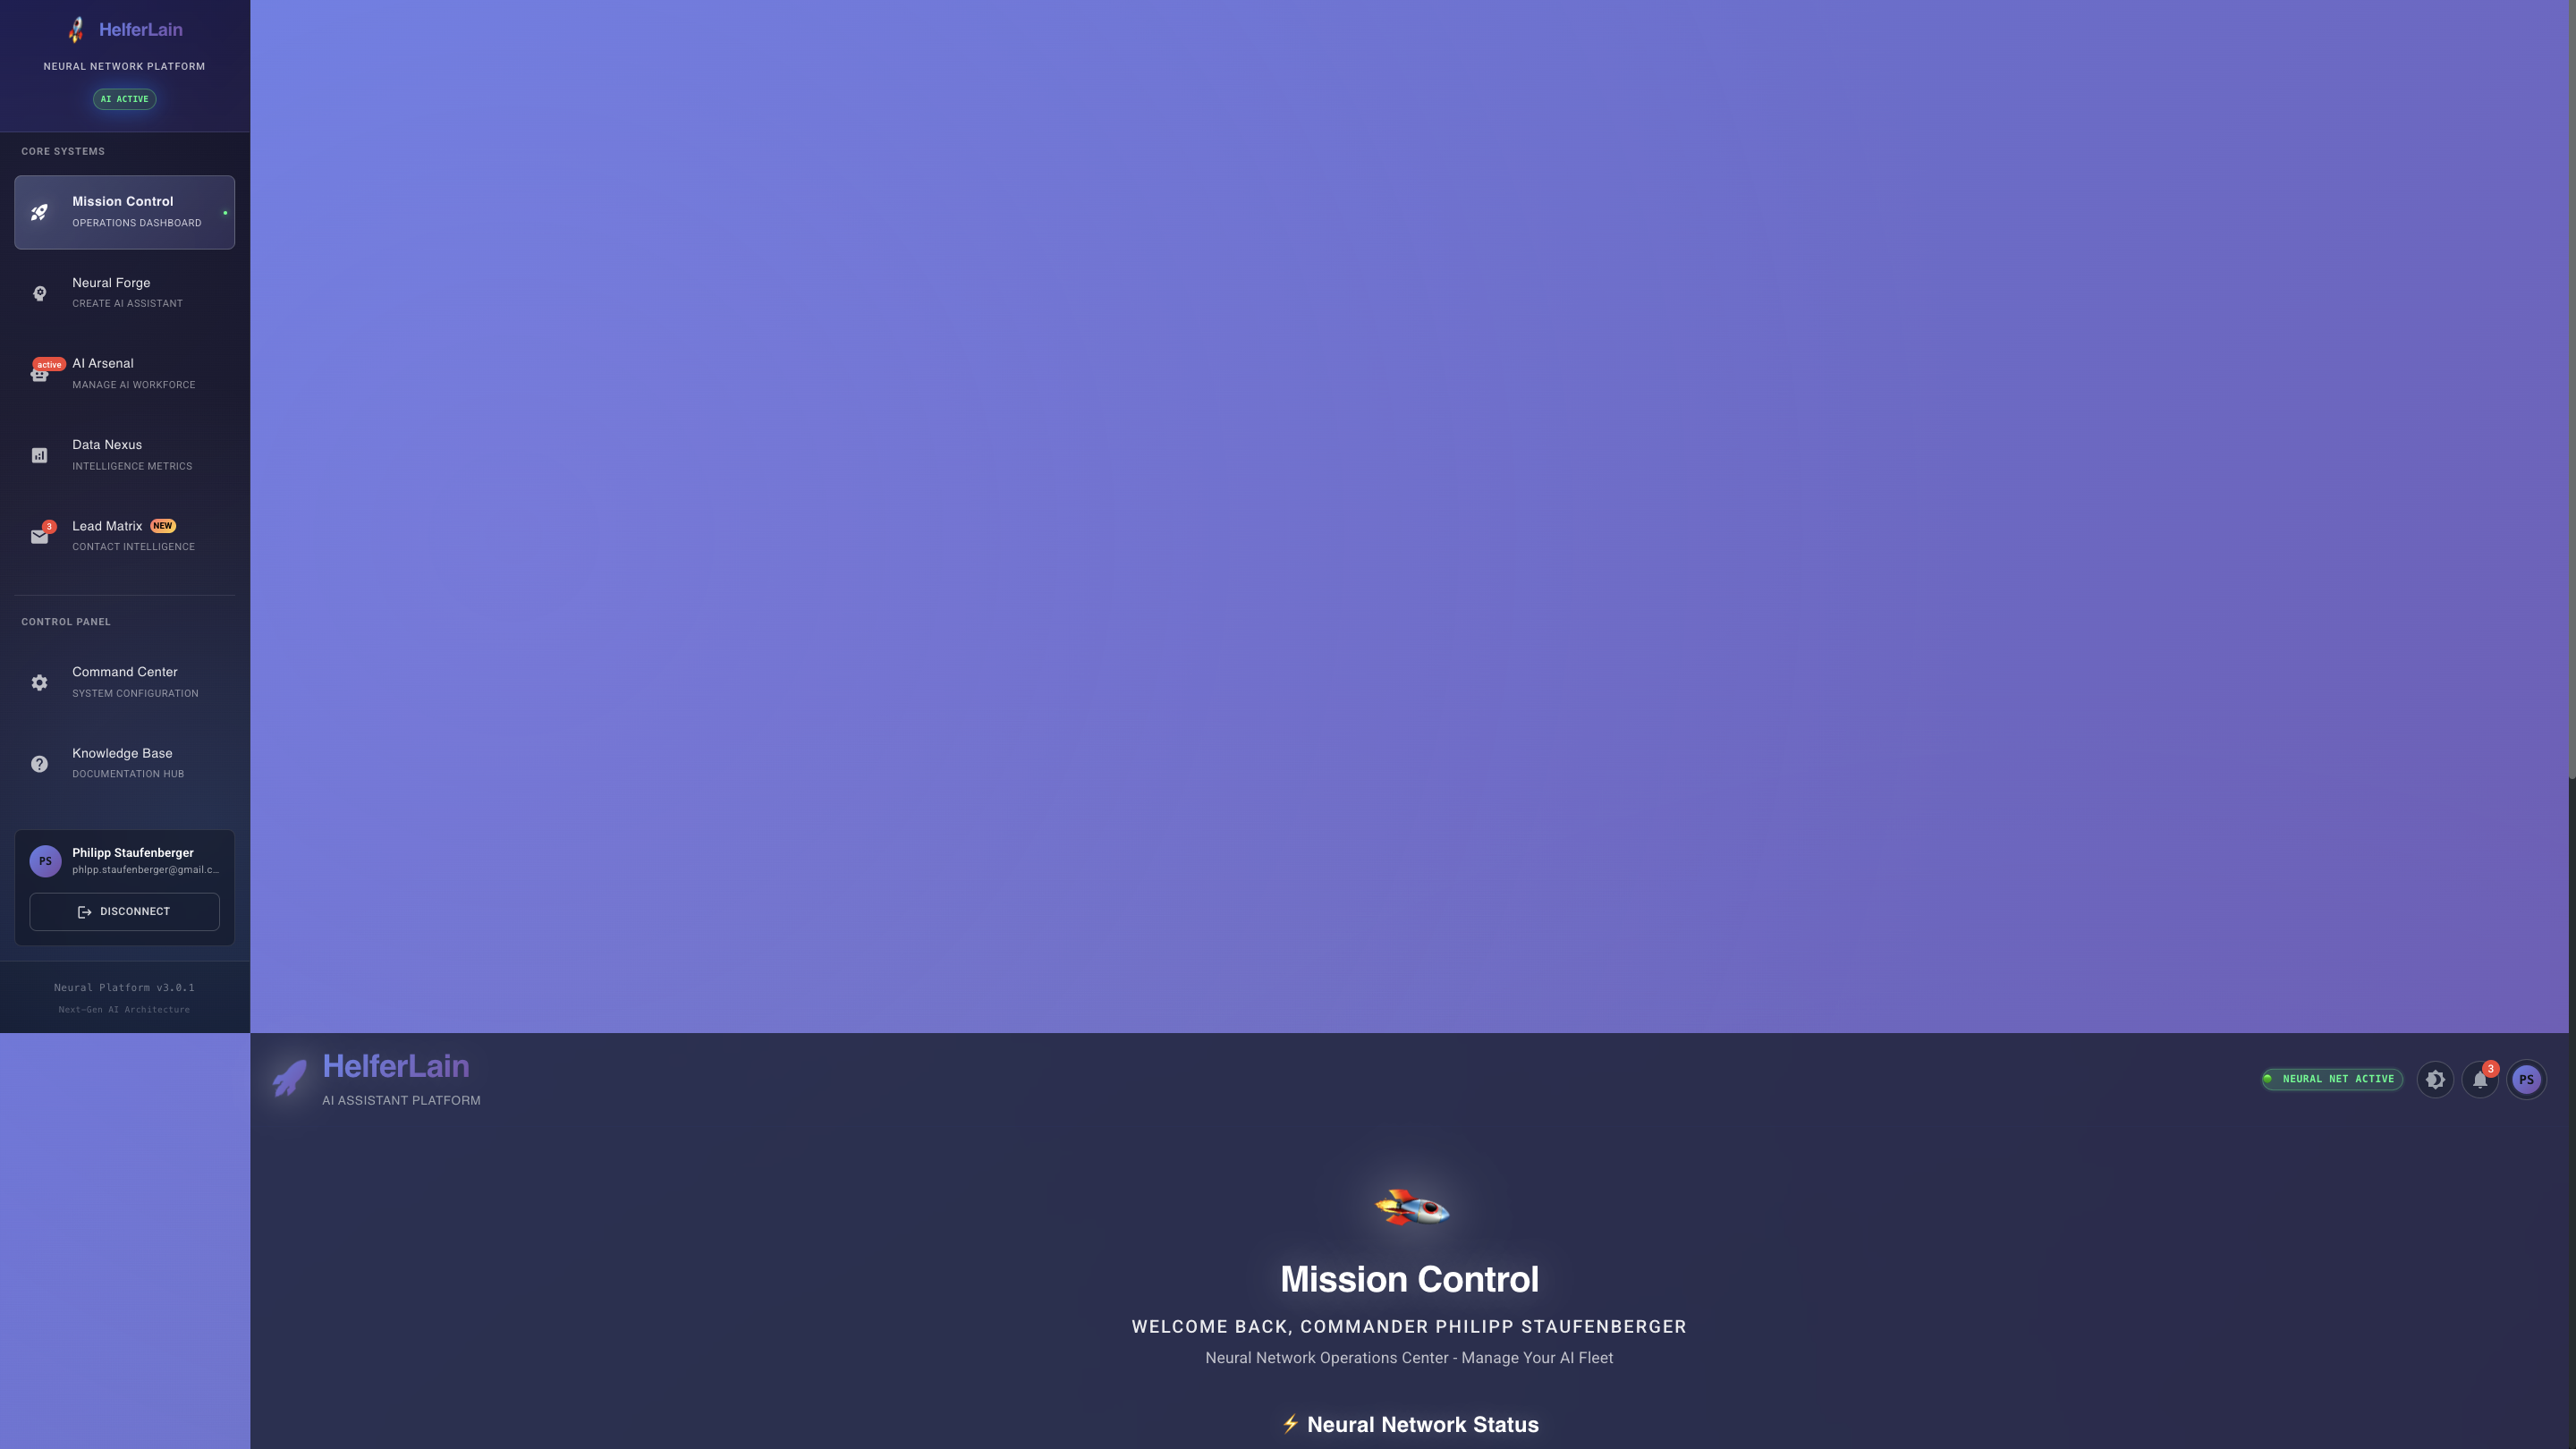 HelferLain
NEURAL NETWORK PLATFORM
AI ACTIVE
CORE SYSTEMS
Mission Control
OPERATIONS DASHBOARD
Neural Forge
CREATE AI ASSISTANT
active
AI Arsenal
MANAGE AI WORKFORCE
Data Nexus
INTELLIGENCE METRICS
3
Lead Matrix NEW
CONTACT INTELLIGENCE
CONTROL PANEL
Command Center
SYSTEM CONFIGURATION
Knowledge Base
DOCUMENTATION HUB
PS
Philipp Staufenberger
phlpp.staufenberger@gmail.c…
DISCONNECT
Neural Platform v3.0.1
Next-Gen AI Architecture
HelferLain
AI ASSISTANT PLATFORM
NEURAL NET ACTIVE
3
PS
Mission Control
WELCOME BACK, COMMANDER PHILIPP STAUFENBERGER
Neural Network Operations Center - Manage Your AI Fleet
⚡ Neural Network Status